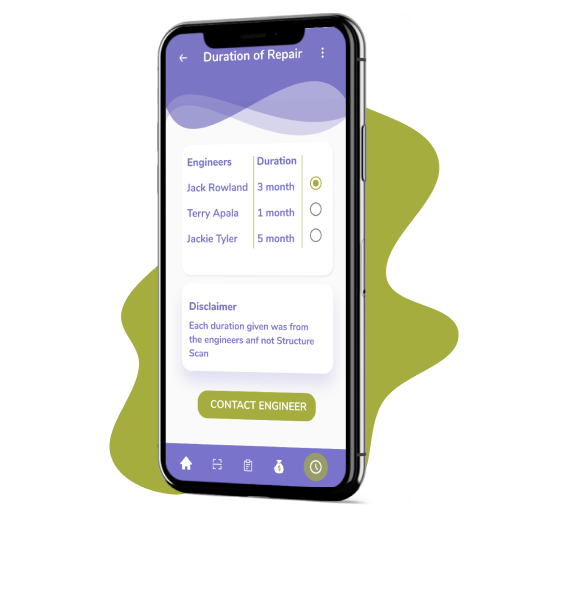 Duration of Repair
Engineers Duration
Jack Rowland 3 month
Terry Apala 1 month
Jackie Tyler 5 month
Disclaimer
Each duration given was from
the engineers anf not Structure
Scan
CONTACT ENGINEER